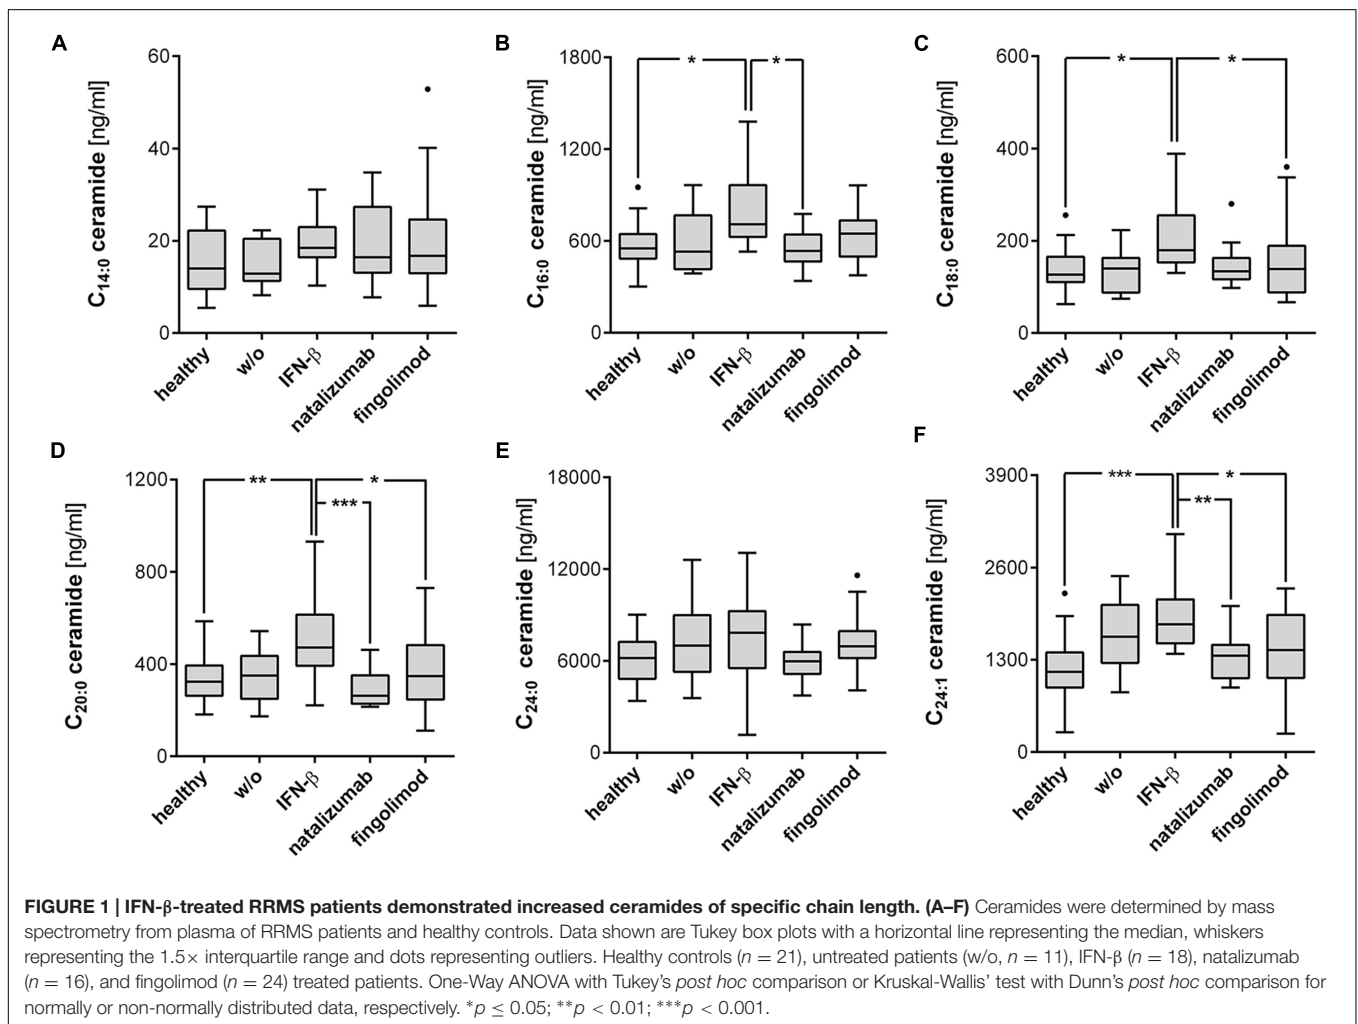 A
C14:0 ceramide [ng/ml]
60
40
20
0
healthy
w/o
IFN-β
natalizumab
fingolimod
B
C16:0 ceramide [ng/ml]
1800
1200
600
0
*
*
healthy
w/o
IFN-β
natalizumab
fingolimod
C
C18:0 ceramide [ng/ml]
600
400
200
0
*
*
healthy
w/o
IFN-β
natalizumab
fingolimod
D
C20:0 ceramide [ng/ml]
1200
800
400
0
**
*
***
healthy
w/o
IFN-β
natalizumab
fingolimod
E
C24:0 ceramide [ng/ml]
18000
12000
6000
0
healthy
w/o
IFN-β
natalizumab
fingolimod
F
C24:1 ceramide [ng/ml]
3900
2600
1300
0
***
*
**
healthy
w/o
IFN-β
natalizumab
fingolimod
FIGURE 1 | IFN-β-treated RRMS patients demonstrated increased ceramides of specific chain length. (A–F) Ceramides were determined by mass
spectrometry from plasma of RRMS patients and healthy controls. Data shown are Tukey box plots with a horizontal line representing the median, whiskers
representing the 1.5× interquartile range and dots representing outliers. Healthy controls (n = 21), untreated patients (w/o, n = 11), IFN-β (n = 18), natalizumab
(n = 16), and fingolimod (n = 24) treated patients. One-Way ANOVA with Tukey's post hoc comparison or Kruskal-Wallis' test with Dunn's post hoc comparison for
normally or non-normally distributed data, respectively. *p ≤ 0.05; **p < 0.01; ***p < 0.001.